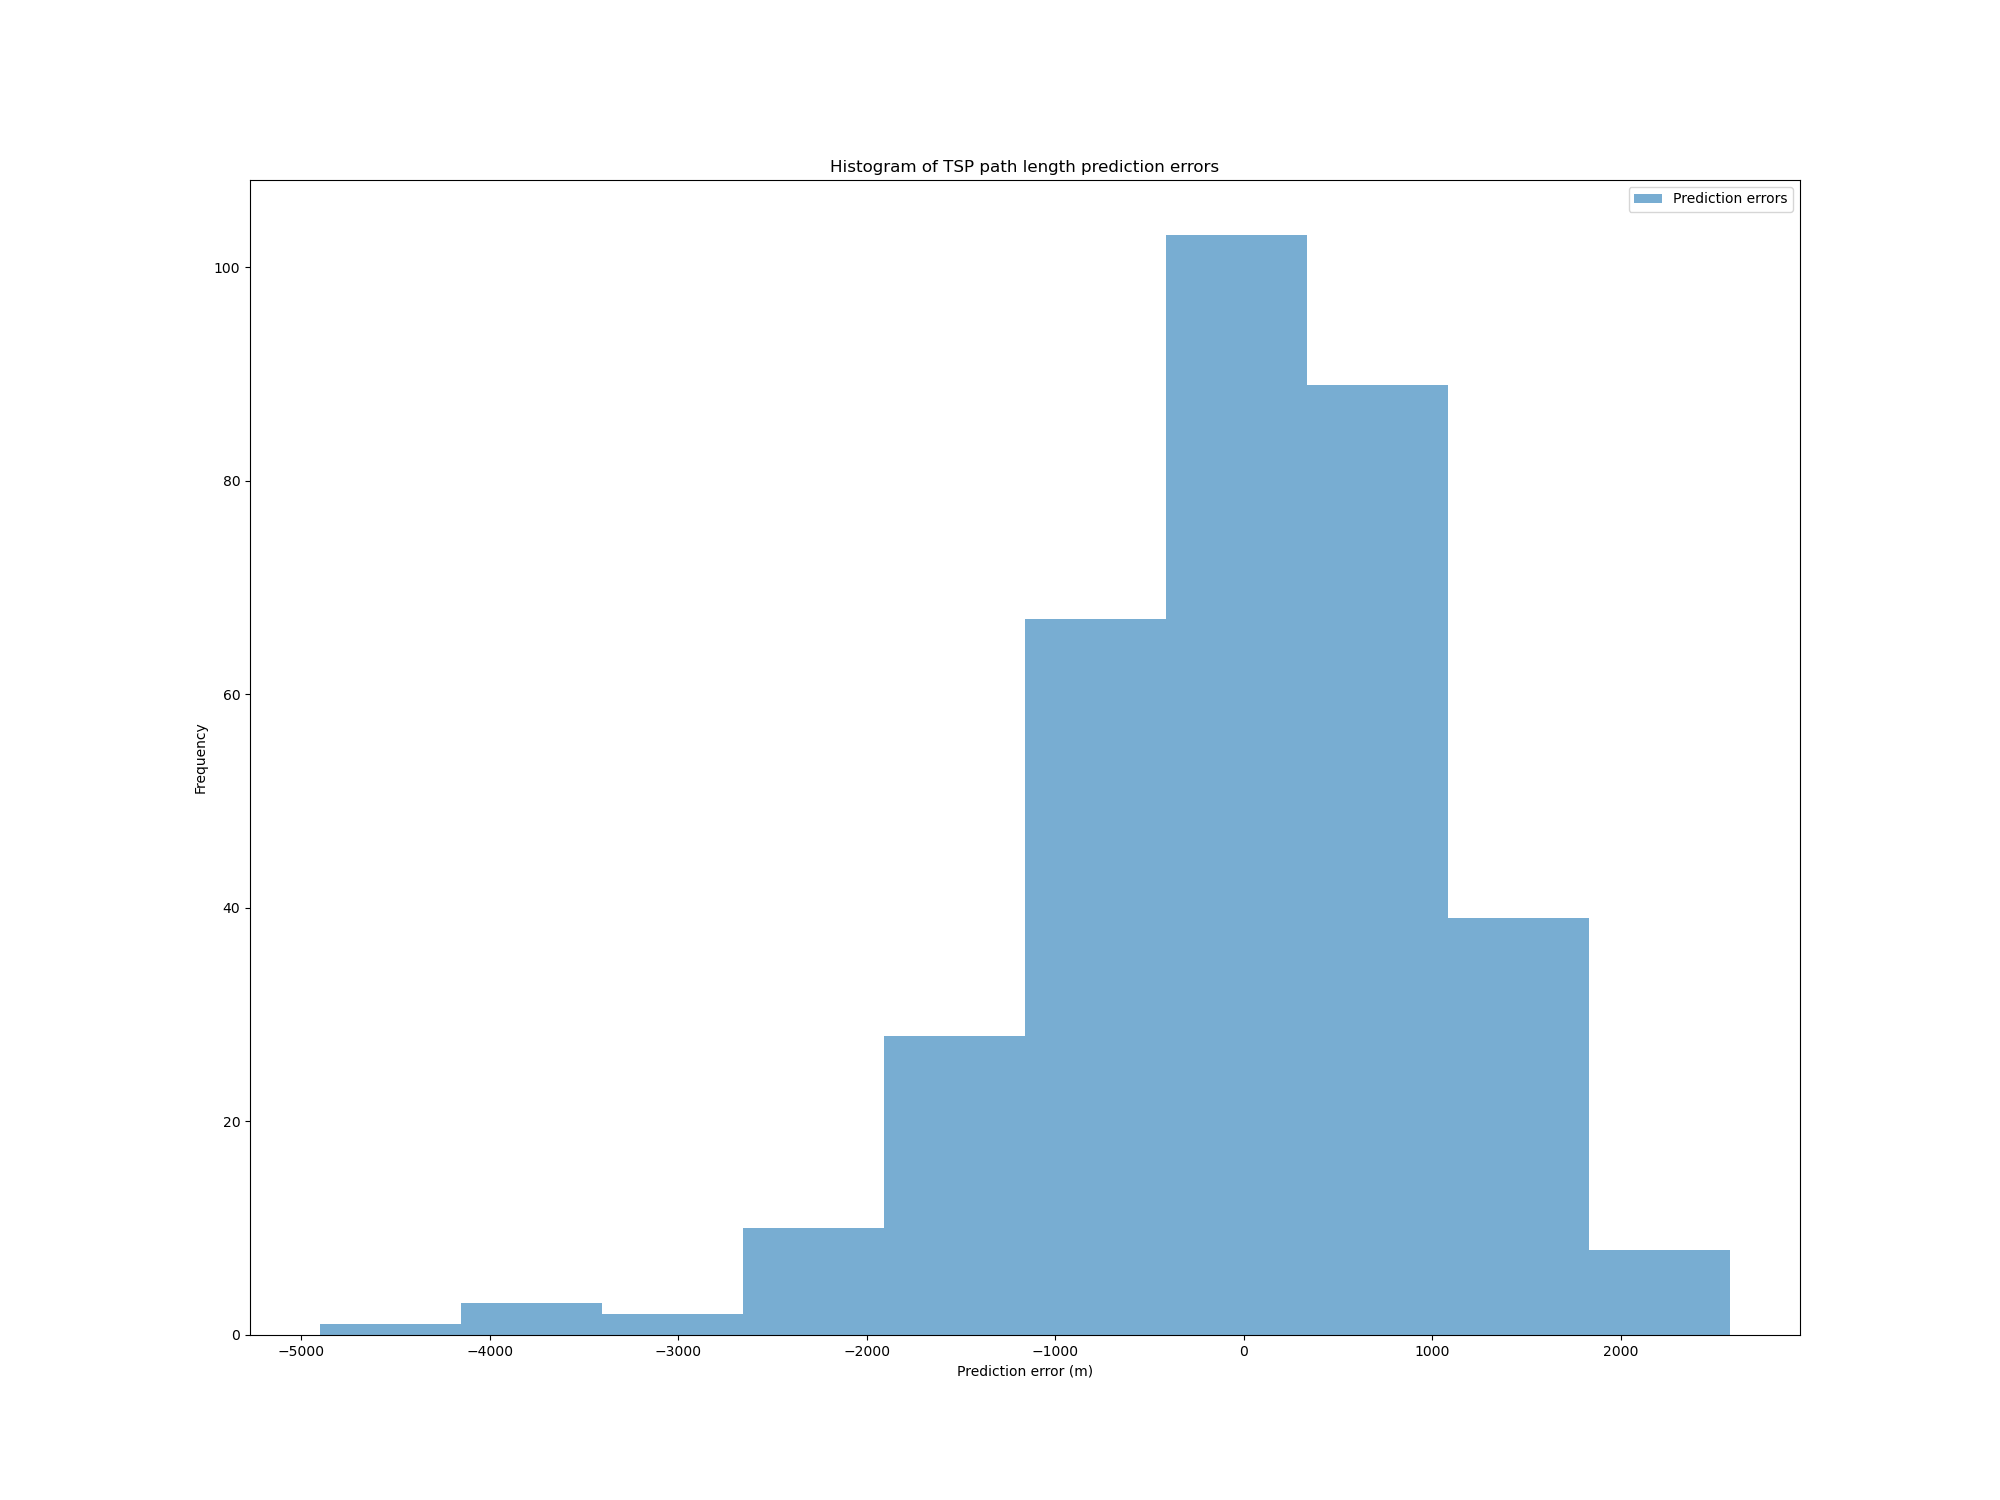 Histogram of TSP path length prediction errors
Prediction errors
100
80
60
40
20
0
Frequency
−5000 −4000 −3000 −2000 −1000 0 1000 2000
Prediction error (m)